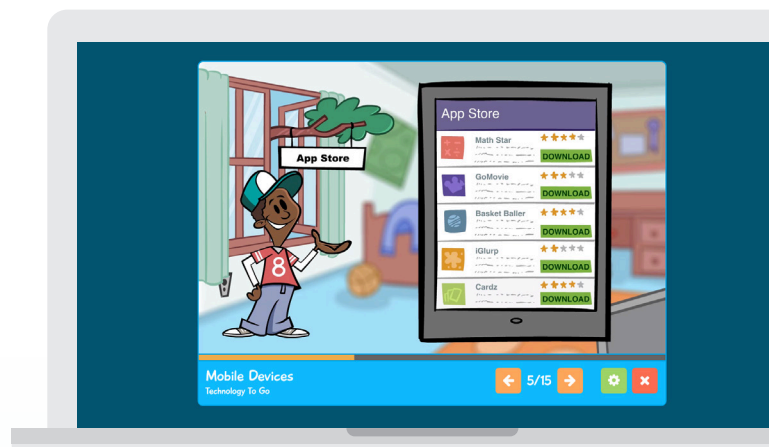 App Store
App Store
Math Star
DOWNLOAD
GoMovie
DOWNLOAD
Basket Baller
DOWNLOAD
iGlurp
DOWNLOAD
Cardz
DOWNLOAD
8
Mobile Devices
Technology To Go
5/15